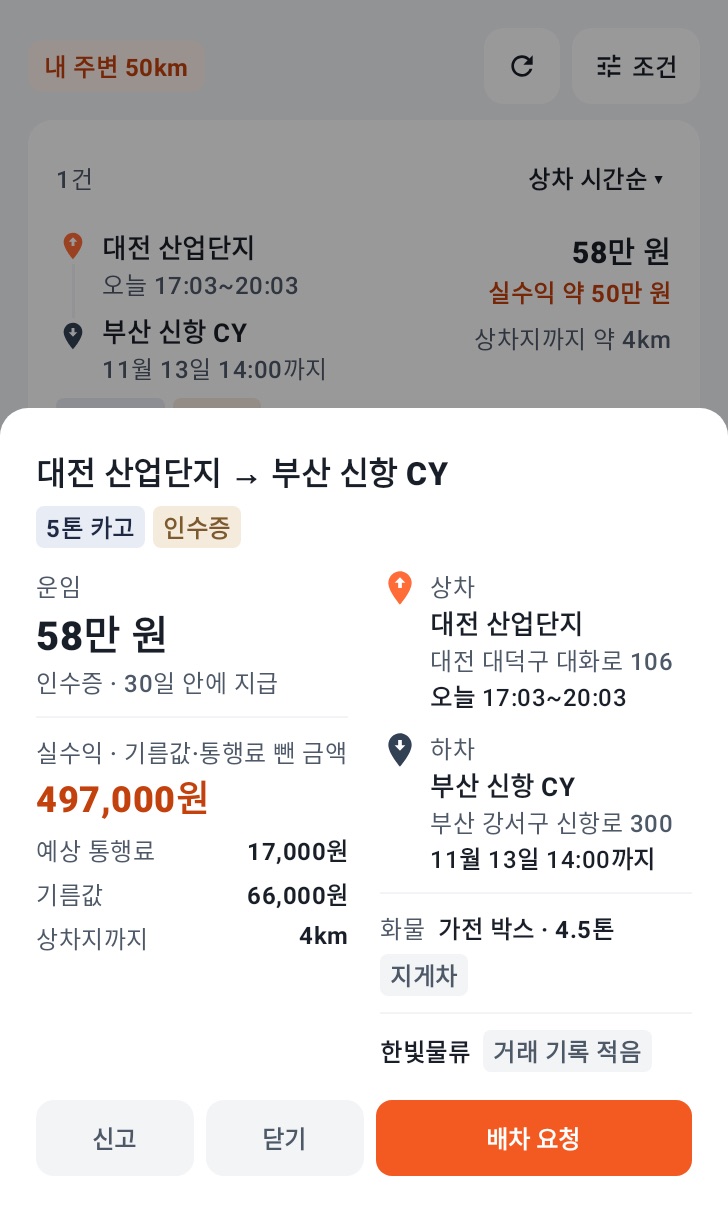 내 주변 50km
조건
1건
상차 시간순 ▾
대전 산업단지
오늘 17:03~20:03
부산 신항 CY
11월 13일 14:00까지
58만 원
실수익 약 50만 원
상차지까지 약 4km
대전 산업단지 → 부산 신항 CY
5톤 카고
인수증
운임
58만 원
인수증 · 30일 안에 지급
실수익 · 기름값·통행료 뺀 금액
497,000원
예상 통행료 17,000원
기름값 66,000원
상차지까지 4km
상차
대전 산업단지
대전 대덕구 대화로 106
오늘 17:03~20:03
하차
부산 신항 CY
부산 강서구 신항로 300
11월 13일 14:00까지
화물 가전 박스 · 4.5톤
지게차
한빛물류 거래 기록 적음
신고
닫기
배차 요청